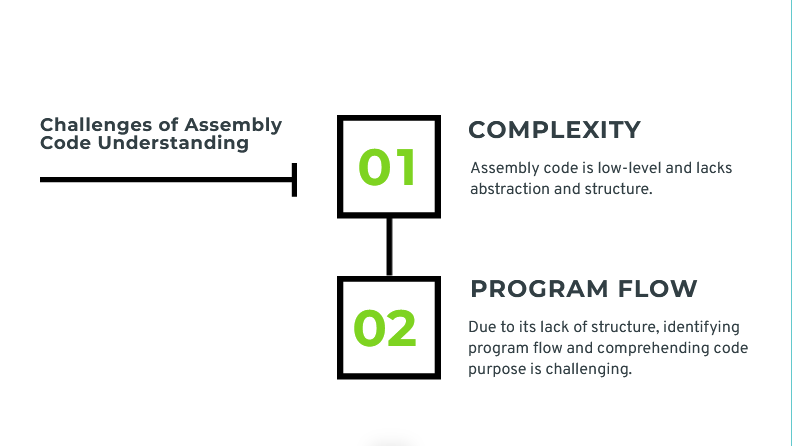 Challenges of Assembly
Code Understanding
01
COMPLEXITY
Assembly code is low-level and lacks
abstraction and structure.
02
PROGRAM FLOW
Due to its lack of structure, identifying
program flow and comprehending code
purpose is challenging.